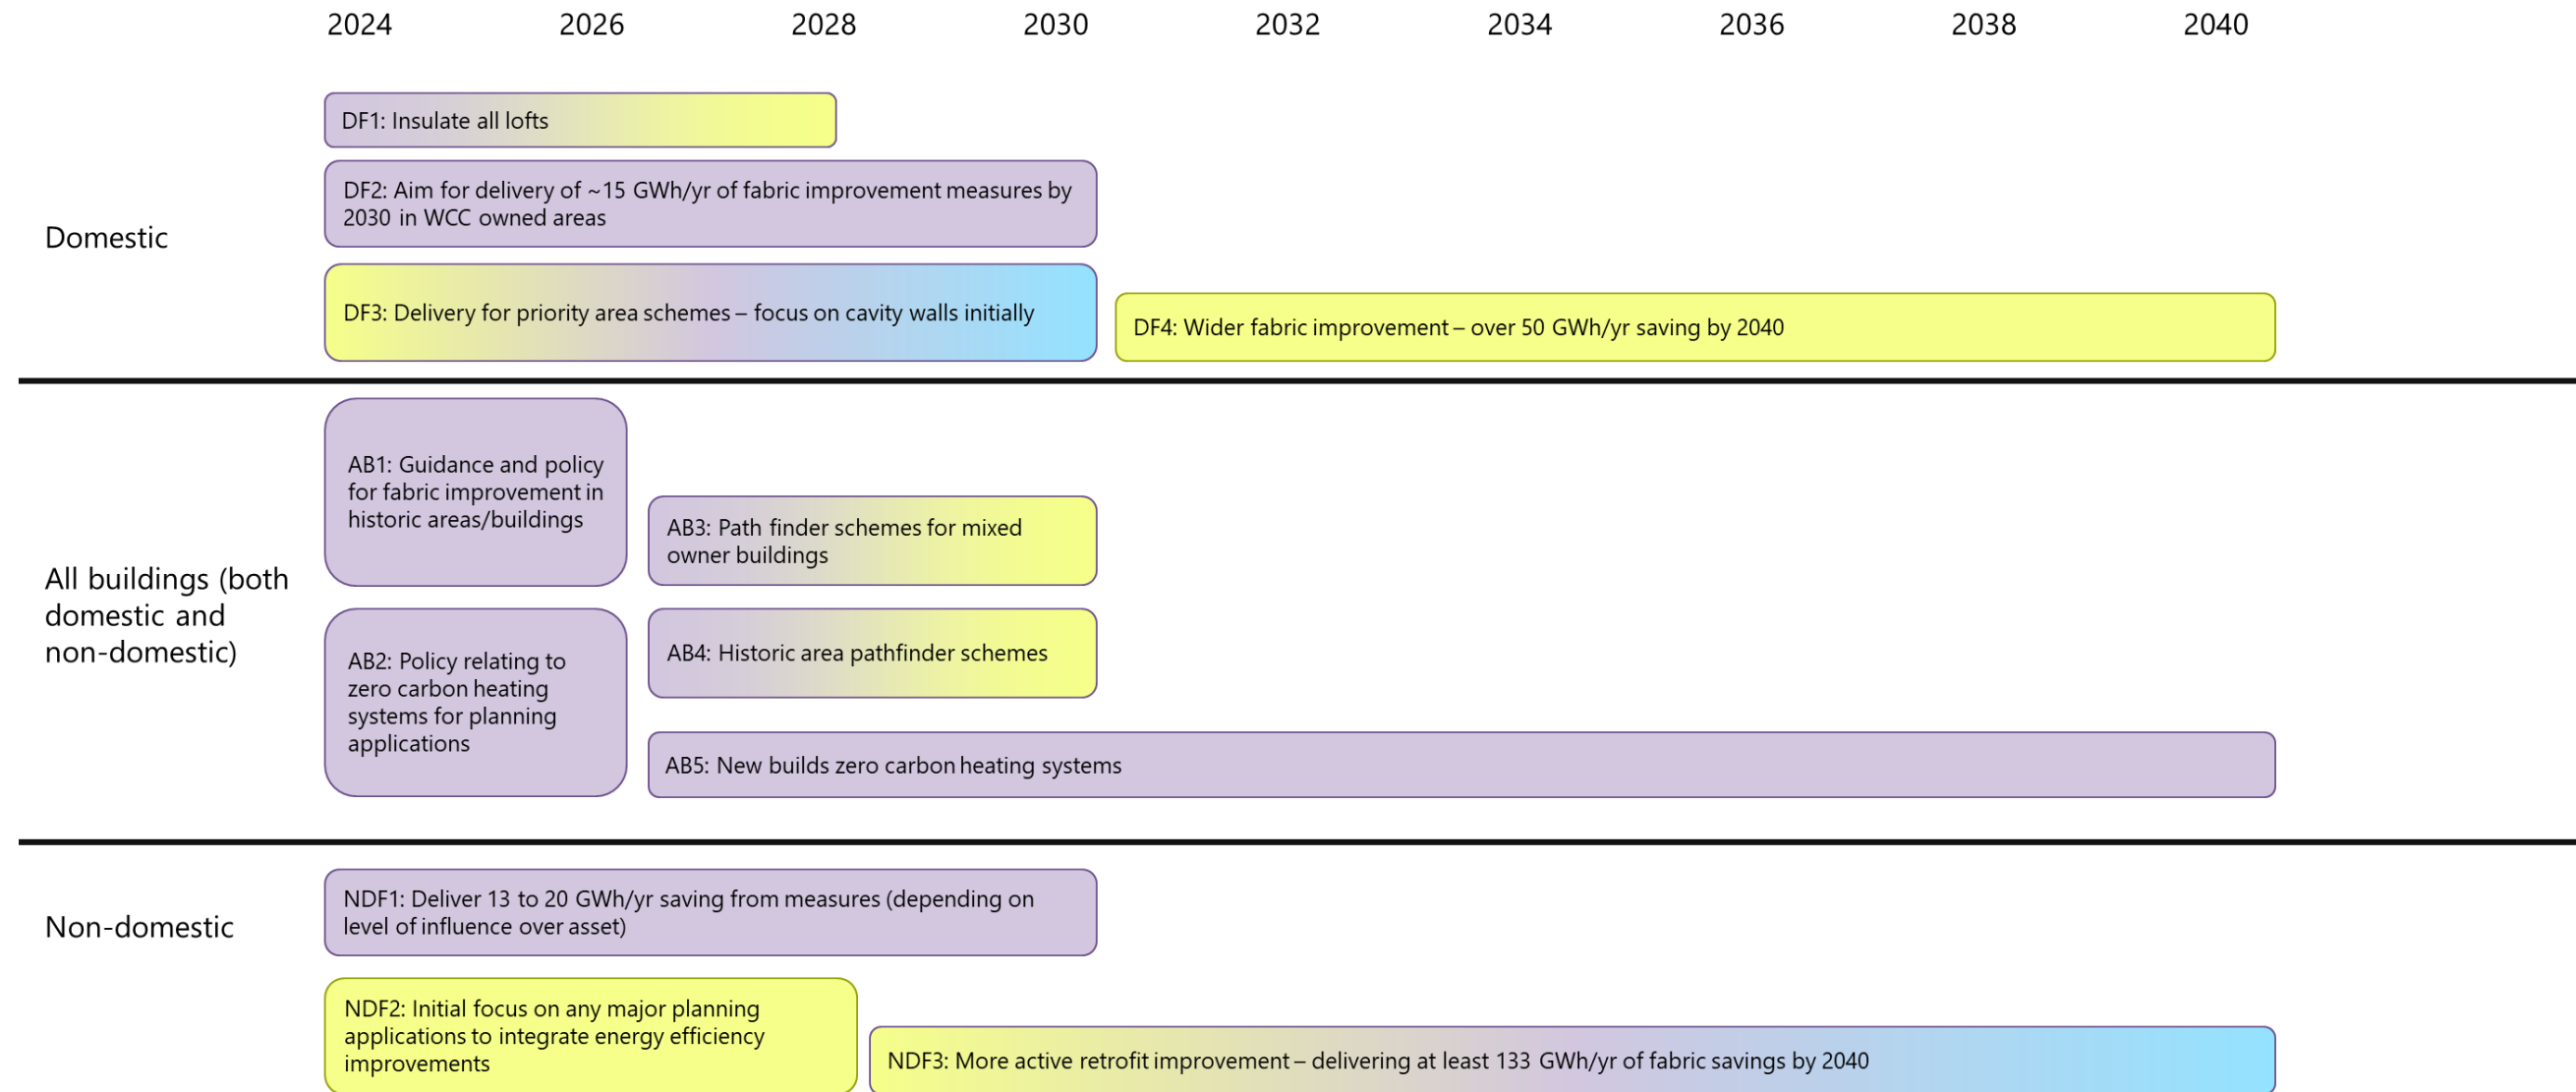 2024 2026 2028 2030 2032 2034 2036 2038 2040
Domestic
DF1: Insulate all lofts
DF2: Aim for delivery of ~15 GWh/yr of fabric improvement measures by
2030 in WCC owned areas
DF3: Delivery for priority area schemes – focus on cavity walls initially
DF4: Wider fabric improvement – over 50 GWh/yr saving by 2040
All buildings (both
domestic and
non-domestic)
AB1: Guidance and policy
for fabric improvement in
historic areas/buildings
AB2: Policy relating to
zero carbon heating
systems for planning
applications
AB3: Path finder schemes for mixed
owner buildings
AB4: Historic area pathfinder schemes
AB5: New builds zero carbon heating systems
Non-domestic
NDF1: Deliver 13 to 20 GWh/yr saving from measures (depending on
level of influence over asset)
NDF2: Initial focus on any major planning
applications to integrate energy efficiency
improvements
NDF3: More active retrofit improvement – delivering at least 133 GWh/yr of fabric savings by 2040